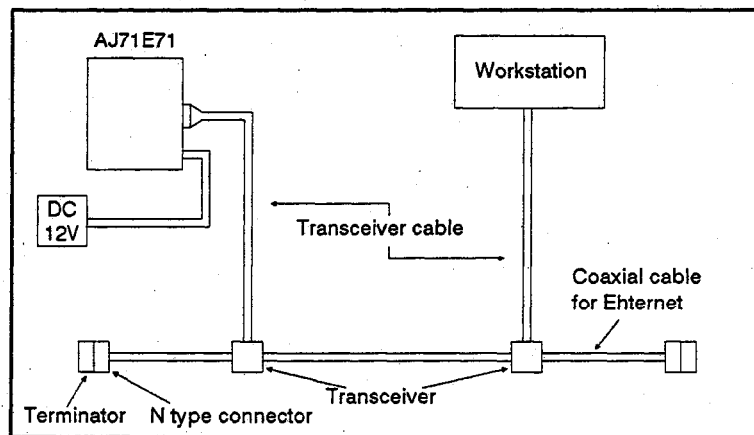 AJ71E71
Workstation
DC
12V
Transceiver cable
Coaxial cable
for Ehternet
Transceiver
Terminator
N type connector